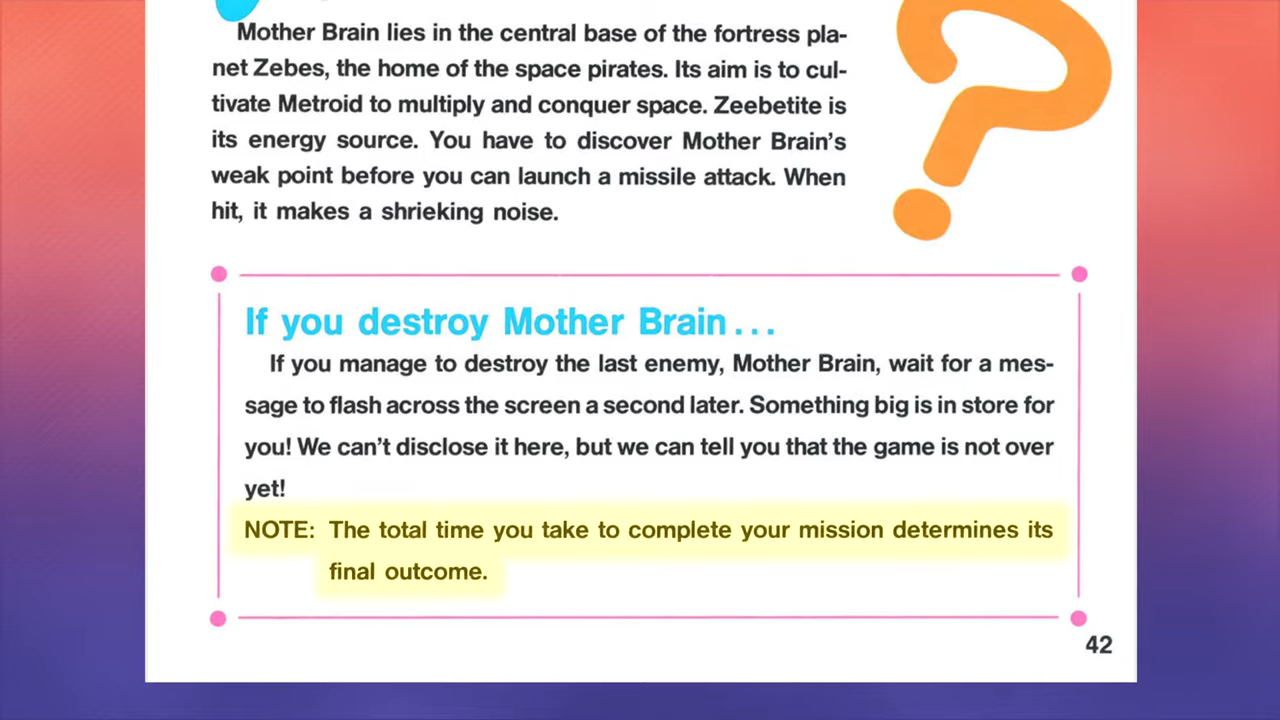 Mother Brain lies in the central base of the fortress pla-
net Zebes, the home of the space pirates. Its aim is to cul-
tivate Metroid to multiply and conquer space. Zeebetite is
its energy source. You have to discover Mother Brain's
weak point before you can launch a missile attack. When
hit, it makes a shrieking noise.
If you destroy Mother Brain...
If you manage to destroy the last enemy, Mother Brain, wait for a mes-
sage to flash across the screen a second later. Something big is in store for
you! We can't disclose it here, but we can tell you that the game is not over
yet!
NOTE: The total time you take to complete your mission determines its
final outcome.
42